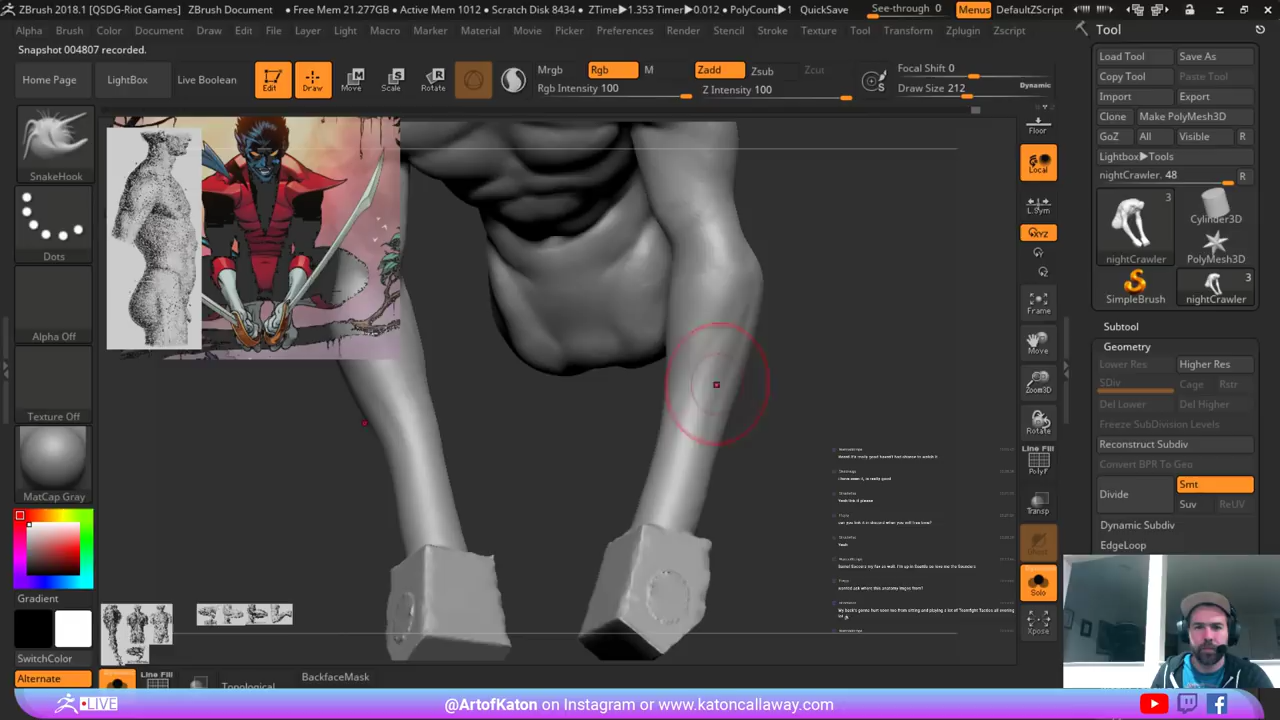 ZBrush 2018.1 [QSDG-Riot Games]   ZBrush Document   • Free Mem 21.277GB • Active Mem 1012 • Scratch Disk 8434 • ZTime▶1.353 Timer▶0.012 • PolyCount▶1   QuickSave   See-through 0   Menus   DefaultZScript
Alpha Brush Color Document Draw Edit File Layer Light Macro Marker Material Movie Picker Preferences Render Stencil Stroke Texture Tool Transform Zplugin Zscript
Snapshot 004807 recorded.
Home Page
LightBox
Live Boolean
Edit
Draw
Move
Scale
Rotate
Mrgb Rgb M
Rgb Intensity 100
Zadd Zsub Zcut
Z Intensity 100
Focal Shift 0
Draw Size 212
Dynamic
SnakeHook
Dots
Alpha Off
Texture Off
MatCap Gray
Gradient
SwitchColor
Alternate
Line Fill
Topological
BackfaceMask
Floor
Local
L.Sym
XYZ
Frame
Move
Zoom3D
Rotate
Line Fill
PolyF
Transp
Ghost
Solo
Xpose
Tool
Load Tool Save As
Copy Tool Paste Tool
Import Export
Clone Make PolyMesh3D
GoZ All Visible R
Lightbox▶Tools
nightCrawler. 48 R
3
nightCrawler
Cylinder3D
PolyMesh3D
SimpleBrush
3
nightCrawler
Subtool
Geometry
Lower Res Higher Res
SDiv Cage Rstr
Del Lower Del Higher
Freeze SubDivision Levels
Reconstruct Subdiv
Convert BPR To Geo
Divide
Smt
Suv ReUV
Dynamic Subdiv
EdgeLoop
LIVE
@ArtofKaton on Instagram or www.katoncallaway.com